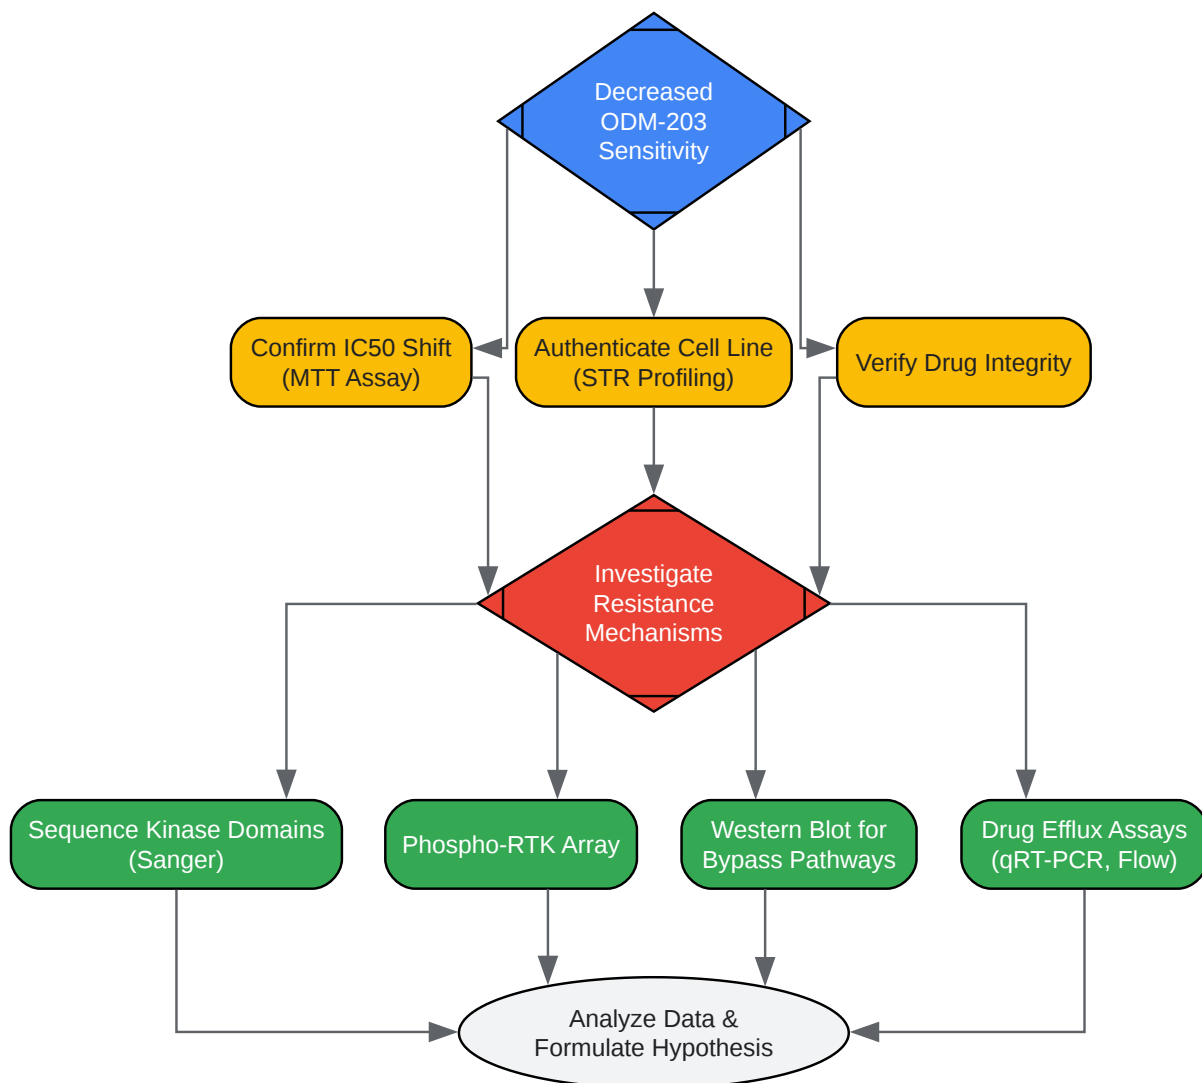 Decreased
ODM-203
Sensitivity
Confirm IC50 Shift
(MTT Assay)
Authenticate Cell Line
(STR Profiling)
Verify Drug Integrity
Investigate
Resistance
Mechanisms
Sequence Kinase Domains
(Sanger)
Phospho-RTK Array
Western Blot for
Bypass Pathways
Drug Efflux Assays
(qRT-PCR, Flow)
Analyze Data &
Formulate Hypothesis